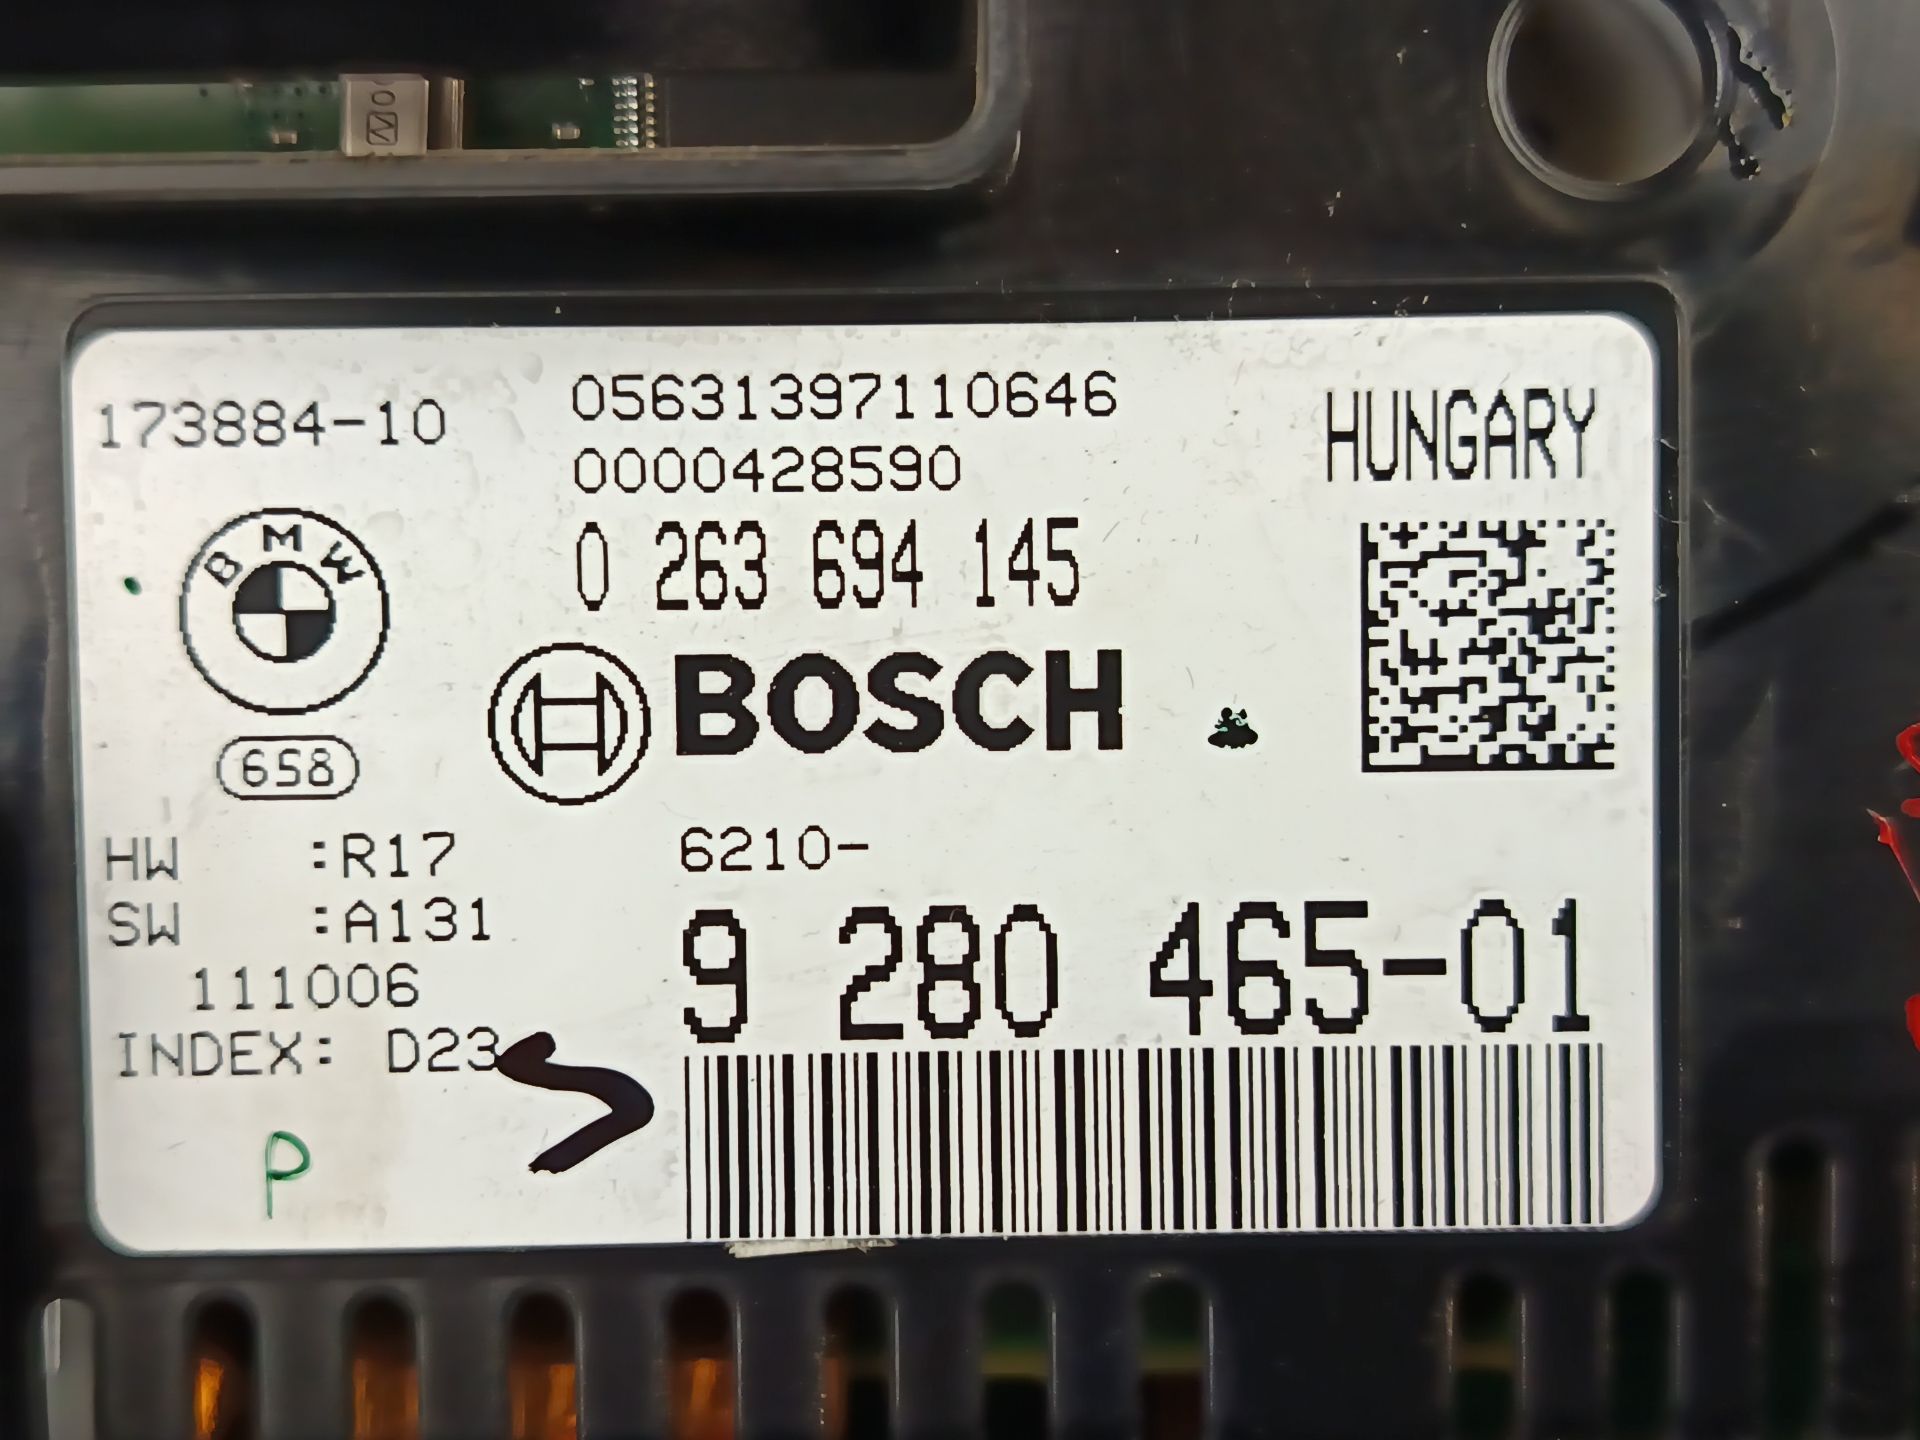 173884-10
05631397110646
0000428590
HUNGARY
0 263 694 145
BMW
BOSCH
658
HW :R17
SW :A131
111006
INDEX: D23
6210-
9 280 465-01
P